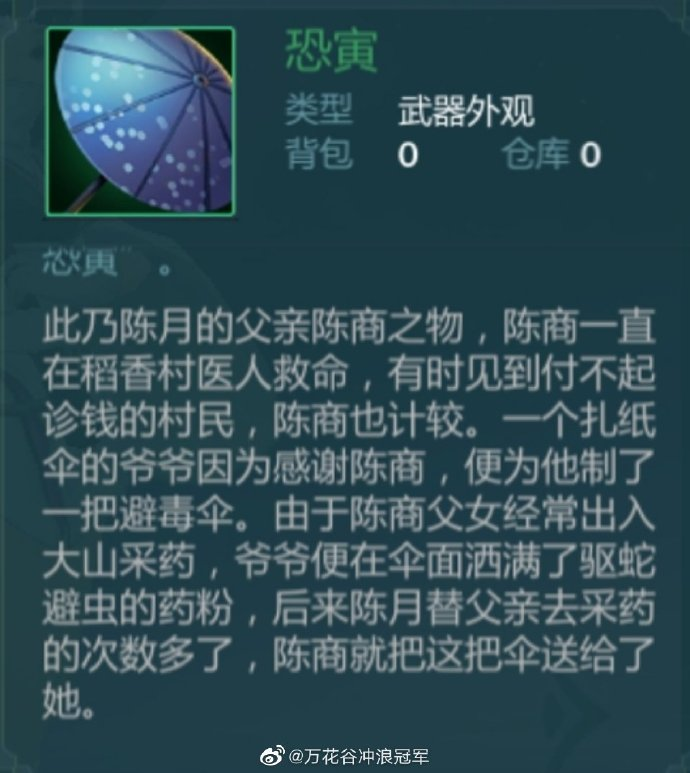 恐寅
类型 武器外观
背包 0 仓库 0
恐寅"。
此乃陈月的父亲陈商之物，陈商一直
在稻香村医人救命，有时见到付不起
诊钱的村民，陈商也计较。一个扎纸
伞的爷爷因为感谢陈商，便为他制了
一把避毒伞。由于陈商父女经常出入
大山采药，爷爷便在伞面洒满了驱蛇
避虫的药粉，后来陈月替父亲去采药
的次数多了，陈商就把这把伞送给了
她。
@万花谷冲浪冠军